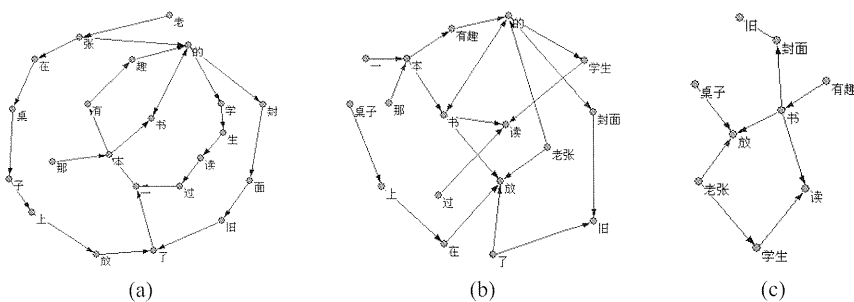 老
张
的
在
趣
桌
有
书
学
封
生
那
本
读
子
一
过
面
上
旧
放
了
(a)
的
有趣
一
本
学生
桌子
那
书
读
封面
老张
放
过
上
在
了
旧
(b)
旧
封面
桌子
有趣
书
放
老张
读
学生
(c)